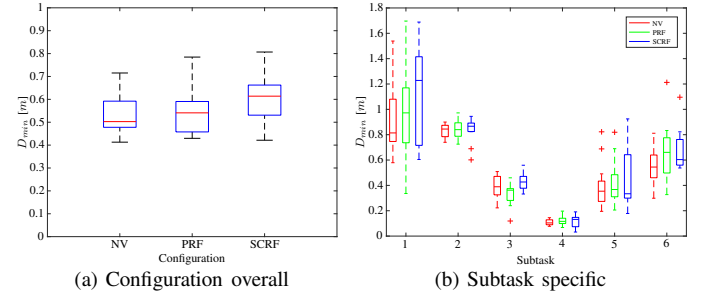 1
0.9
0.8
0.7
0.6
0.5
0.4
0.3
0.2
0.1
0
D_min [m]
NV PRF SCRF
Configuration
(a) Configuration overall
1.8
1.6
1.4
1.2
1
0.8
0.6
0.4
0.2
0
D_min [m]
NV
PRF
SCRF
1 2 3 4 5 6
Subtask
(b) Subtask specific